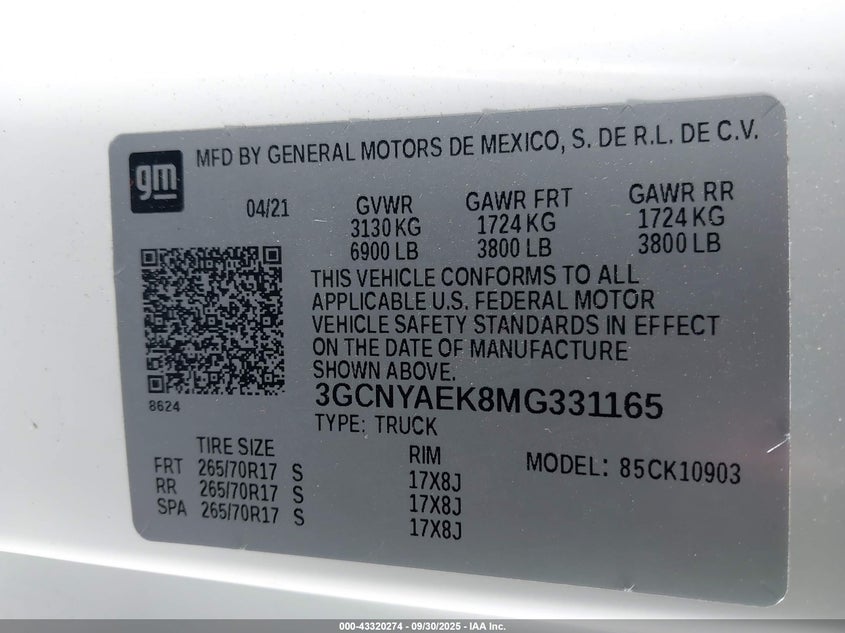 gm
MFD BY GENERAL MOTORS DE MEXICO, S. DE R.L. DE C.V.
04/21 GVWR GAWR FRT GAWR RR
3130 KG 1724 KG 1724 KG
6900 LB 3800 LB 3800 LB
THIS VEHICLE CONFORMS TO ALL
APPLICABLE U.S. FEDERAL MOTOR
VEHICLE SAFETY STANDARDS IN EFFECT
ON THE DATE OF MANUFACTURE
SHOWN ABOVE.
8624
3GCNYAEK8MG331165
TYPE: TRUCK
TIRE SIZE RIM MODEL: 85CK10903
FRT 265/70R17 S 17X8J
RR 265/70R17 S 17X8J
SPA 265/70R17 S 17X8J
000-43320274 - 09/30/2025 - IAA Inc.